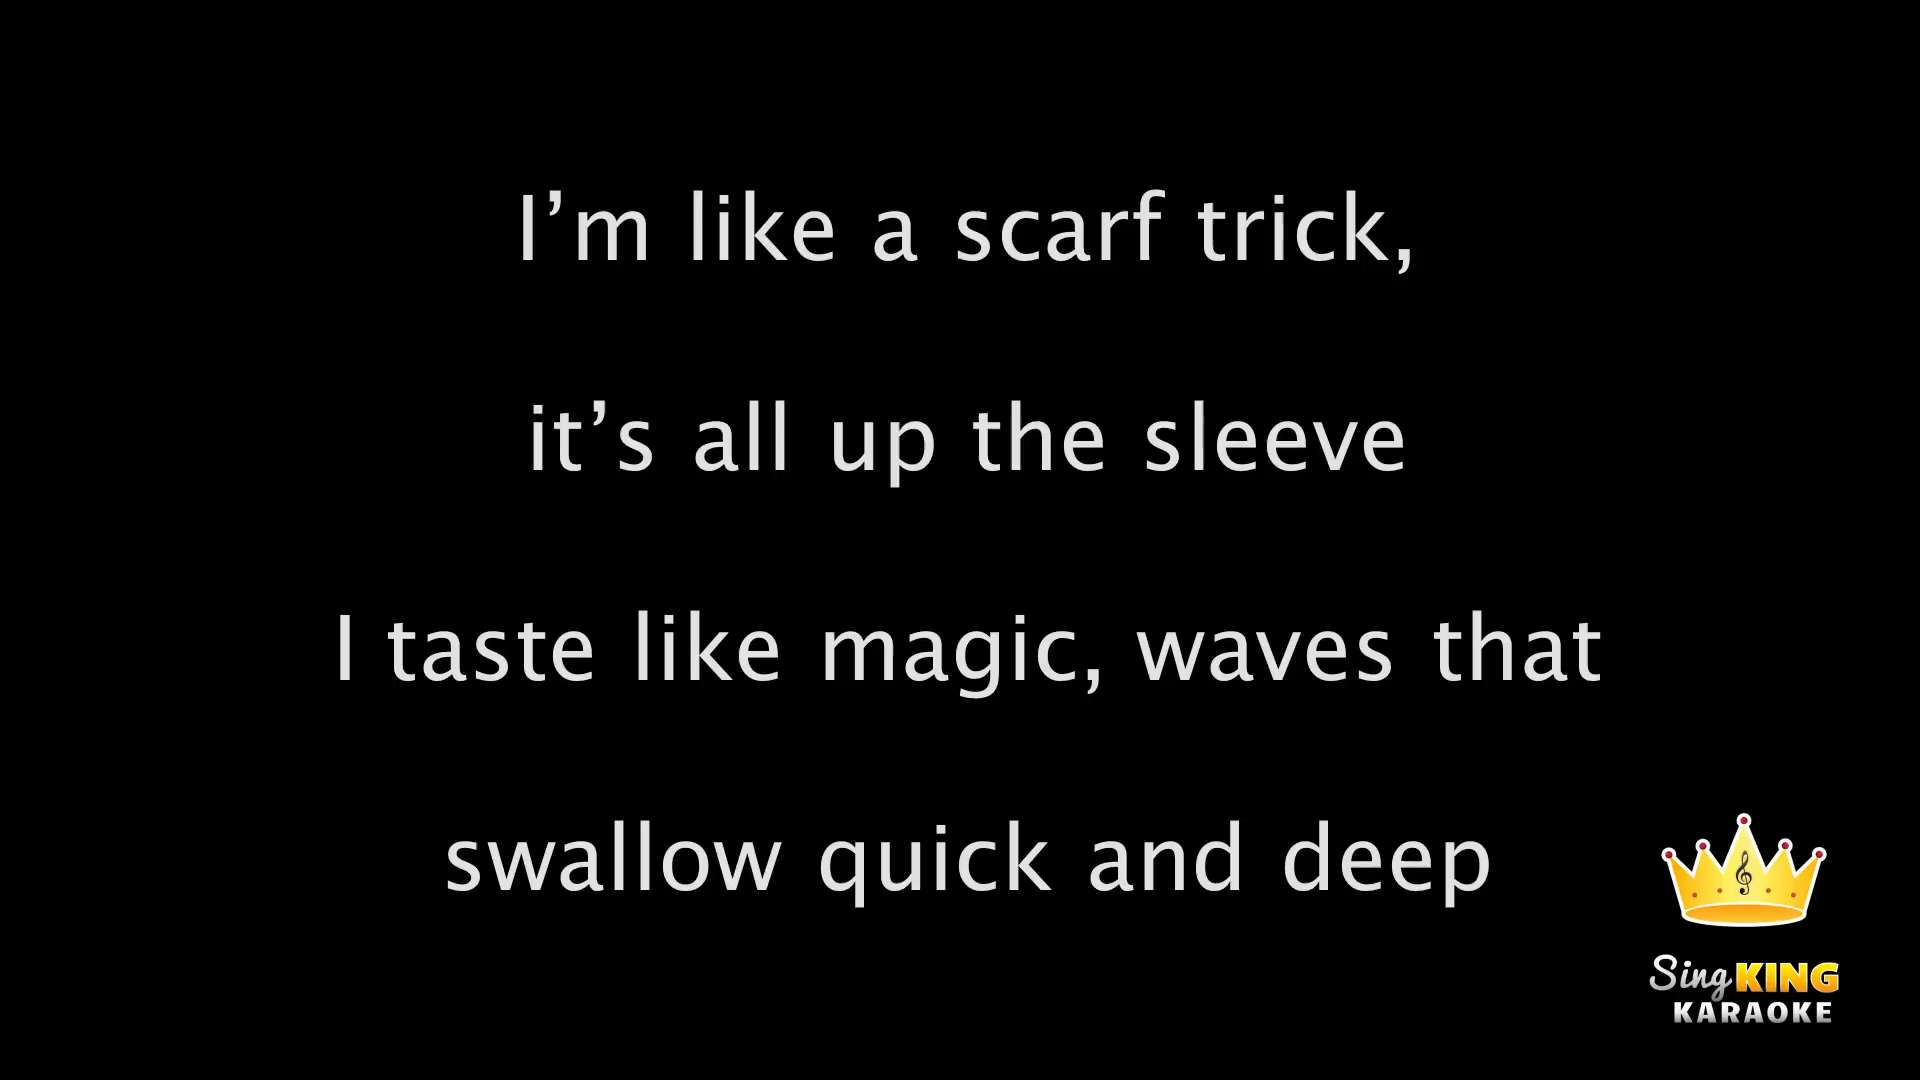 I’m like a scarf trick,
it’s all up the sleeve
I taste like magic, waves that
swallow quick and deep
Sing KING
KARAOKE